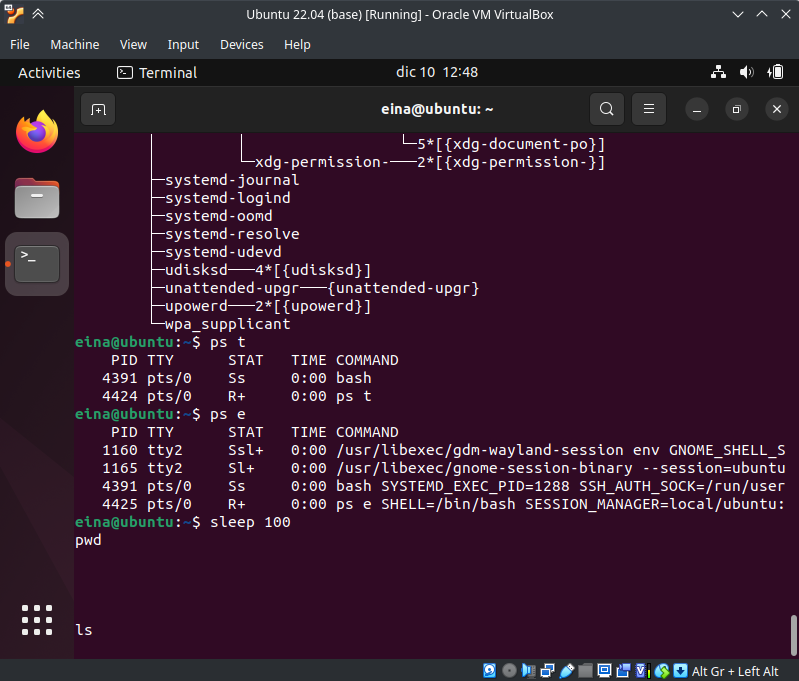 Ubuntu 22.04 (base) [Running] - Oracle VM VirtualBox
File Machine View Input Devices Help
Activities Terminal dic 10 12:48
eina@ubuntu: ~
5*[{xdg-document-po}]
xdg-permission-───2*[{xdg-permission-}]
├─systemd-journal
├─systemd-logind
├─systemd-oomd
├─systemd-resolve
├─systemd-udevd
├─udisksd───4*[{udisksd}]
├─unattended-upgr───{unattended-upgr}
├─upowerd───2*[{upowerd}]
└─wpa_supplicant
eina@ubuntu:~$ ps t
PID TTY STAT TIME COMMAND
4391 pts/0 Ss 0:00 bash
4424 pts/0 R+ 0:00 ps t
eina@ubuntu:~$ ps e
PID TTY STAT TIME COMMAND
1160 tty2 Ssl+ 0:00 /usr/libexec/gdm-wayland-session env GNOME_SHELL_S
1165 tty2 Sl+ 0:00 /usr/libexec/gnome-session-binary --session=ubuntu
4391 pts/0 Ss 0:00 bash SYSTEMD_EXEC_PID=1288 SSH_AUTH_SOCK=/run/user
4425 pts/0 R+ 0:00 ps e SHELL=/bin/bash SESSION_MANAGER=local/ubuntu:
eina@ubuntu:~$ sleep 100
pwd
ls
Alt Gr + Left Alt